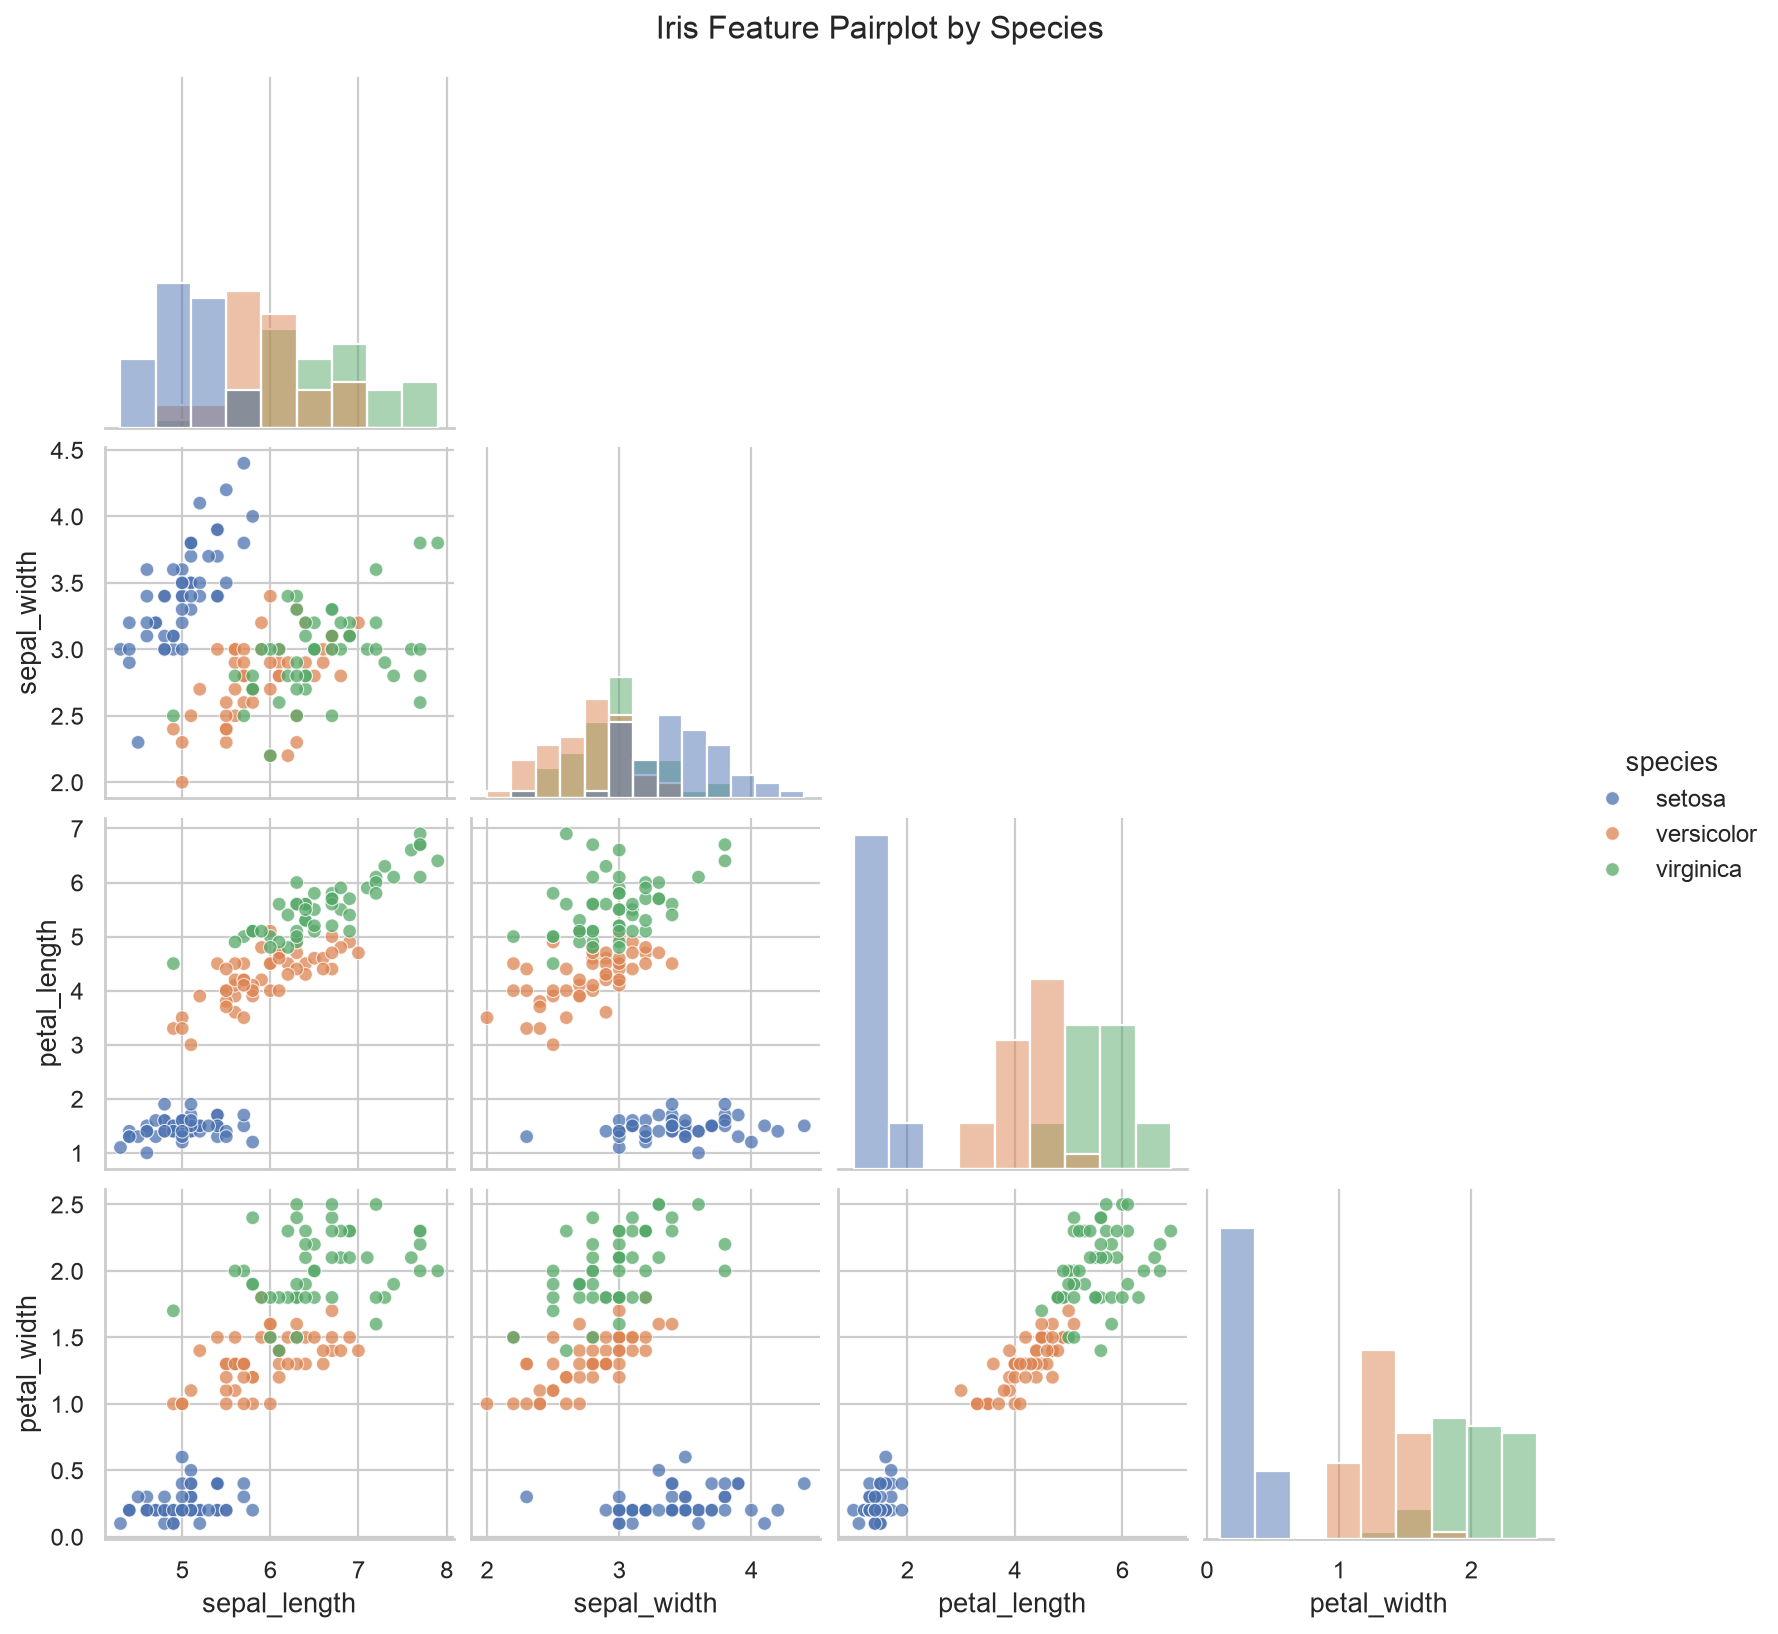 Iris Feature Pairplot by Species
4.5
4.0
3.5
3.0
2.5
2.0
sepal_width
species
setosa
versicolor
virginica
7
6
5
4
3
2
1
petal_length
2.5
2.0
1.5
1.0
0.5
0.0
petal_width
5 6 7 8
2 3 4
2 4 6
0 1 2
sepal_length
sepal_width
petal_length
petal_width